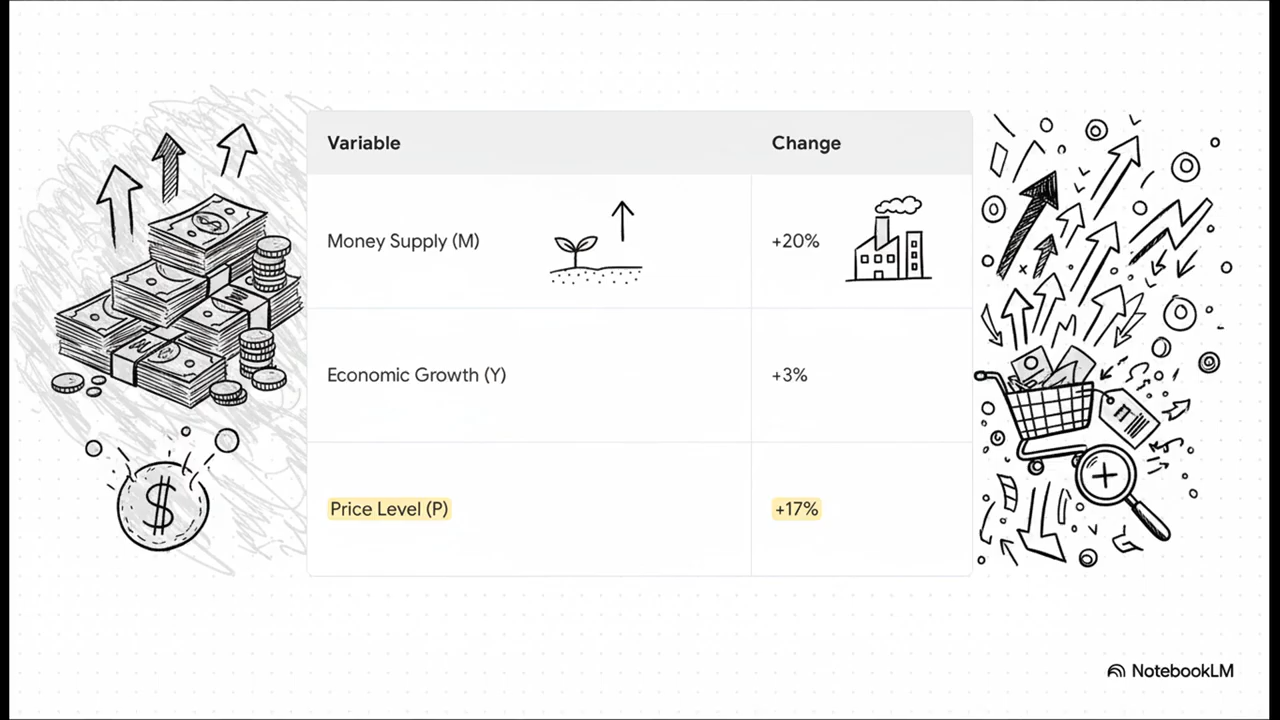 Variable
Change
Money Supply (M)
+20%
Economic Growth (Y)
+3%
Price Level (P)
+17%
NotebookLM